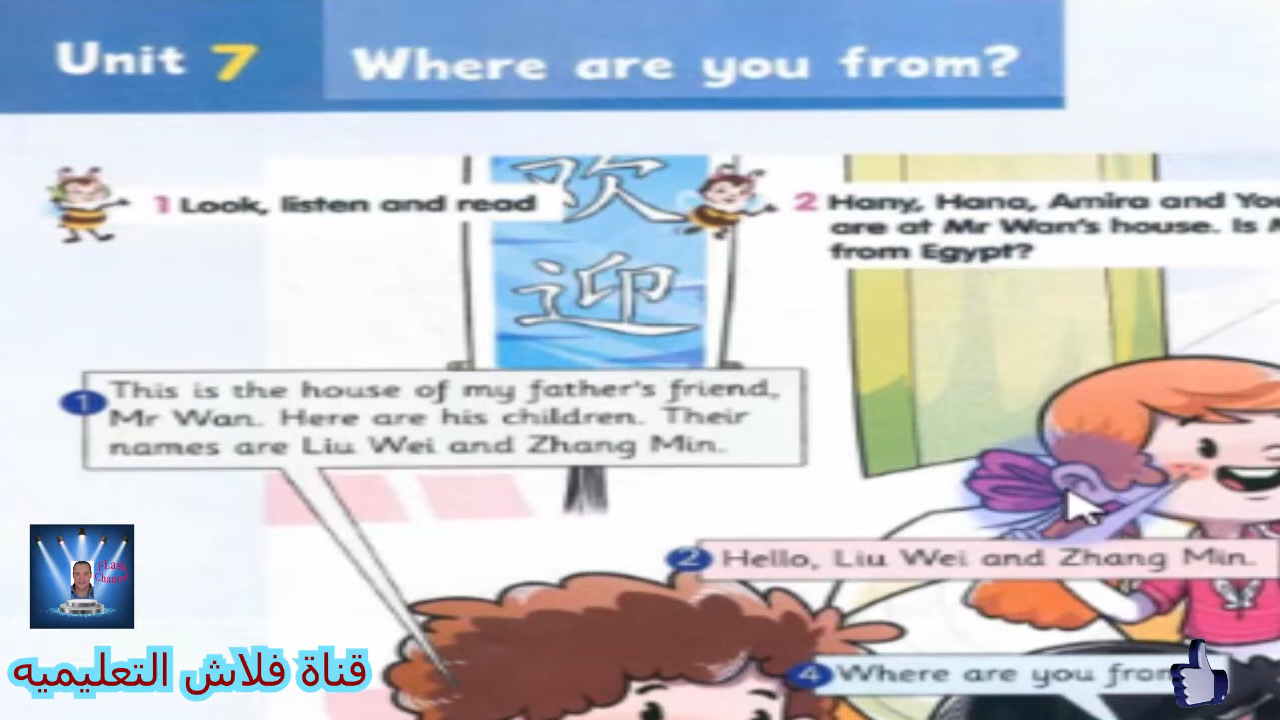 Unit 7 Where are you from?
1 Look, listen and read
欢
迎
2 Hany, Hana, Amira and
are at Mr Wan's house. Is
from Egypt?
1 This is the house of my father's friend,
Mr Wan. Here are his children. Their
names are Liu Wei and Zhang Min.
2 Hello, Liu Wei and Zhang Min.
4 Where are you from
Flash
Channel
قناة فلاش التعليميه